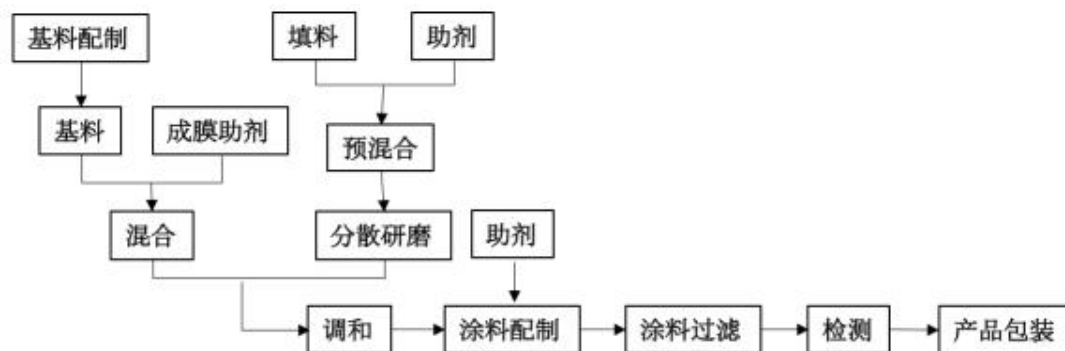 基料配制
填料
助剂
基料
成膜助剂
预混合
混合
分散研磨
助剂
调和
涂料配制
涂料过滤
检测
产品包装